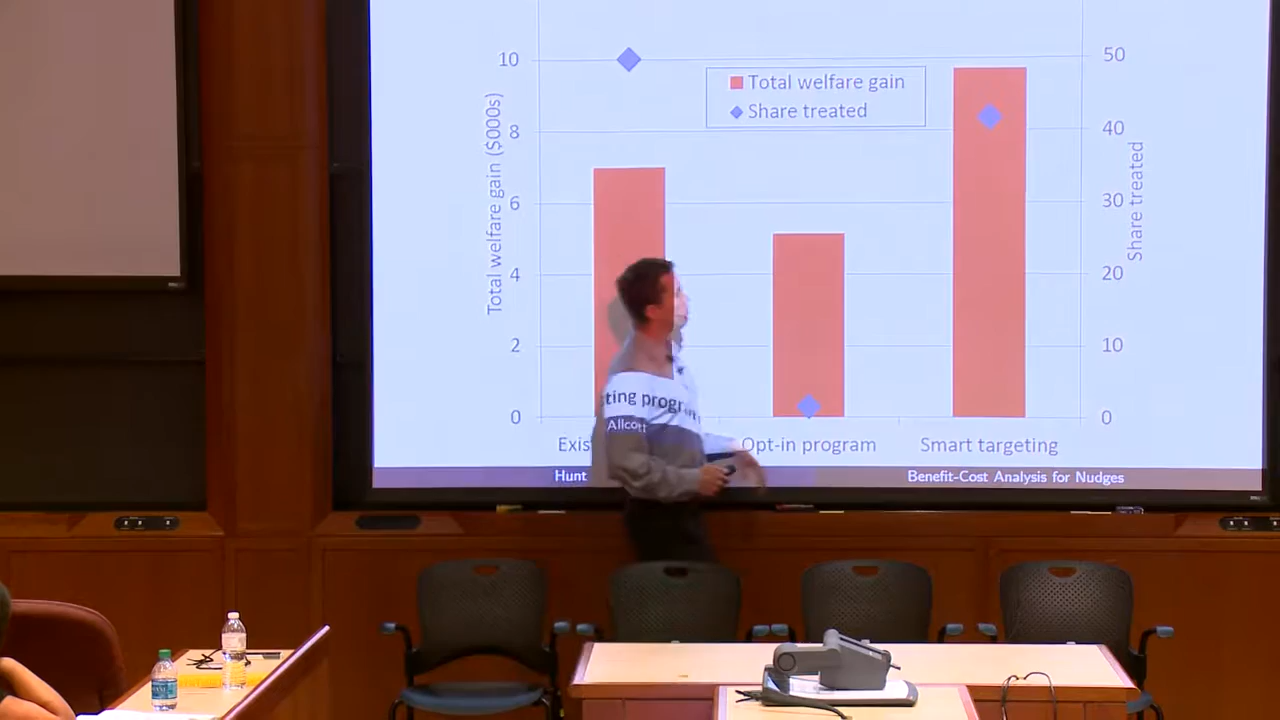 Total welfare gain ($000s)
10
8
6
4
2
0
Total welfare gain
Share treated
50
40
30
20
10
0
Share treated
Exis
ting progr
Opt-in program
Smart targeting
Allcott
Hunt
Benefit-Cost Analysis for Nudges